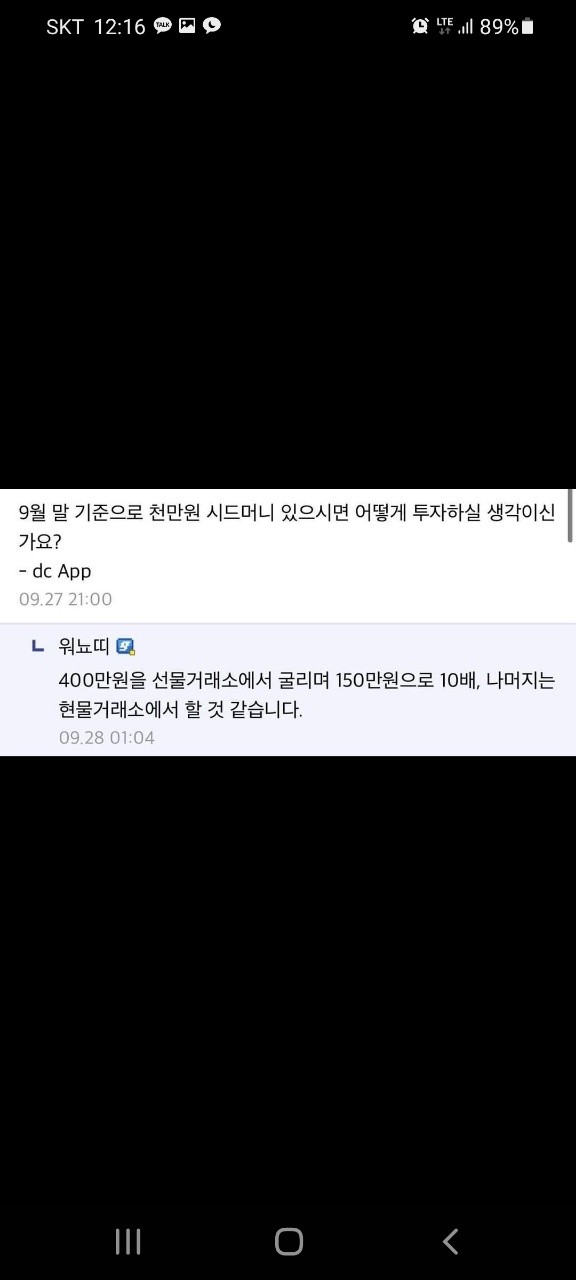 SKT 12:16 TALK LTE 89%
9월 말 기준으로 천만원 시드머니 있으시면 어떻게 투자하실 생각이신
가요?
- dc App
09.27 21:00
ㄴ 워뇨띠
400만원을 선물거래소에서 굴리며 150만원으로 10배, 나머지는
현물거래소에서 할 것 같습니다.
09.28 01:04